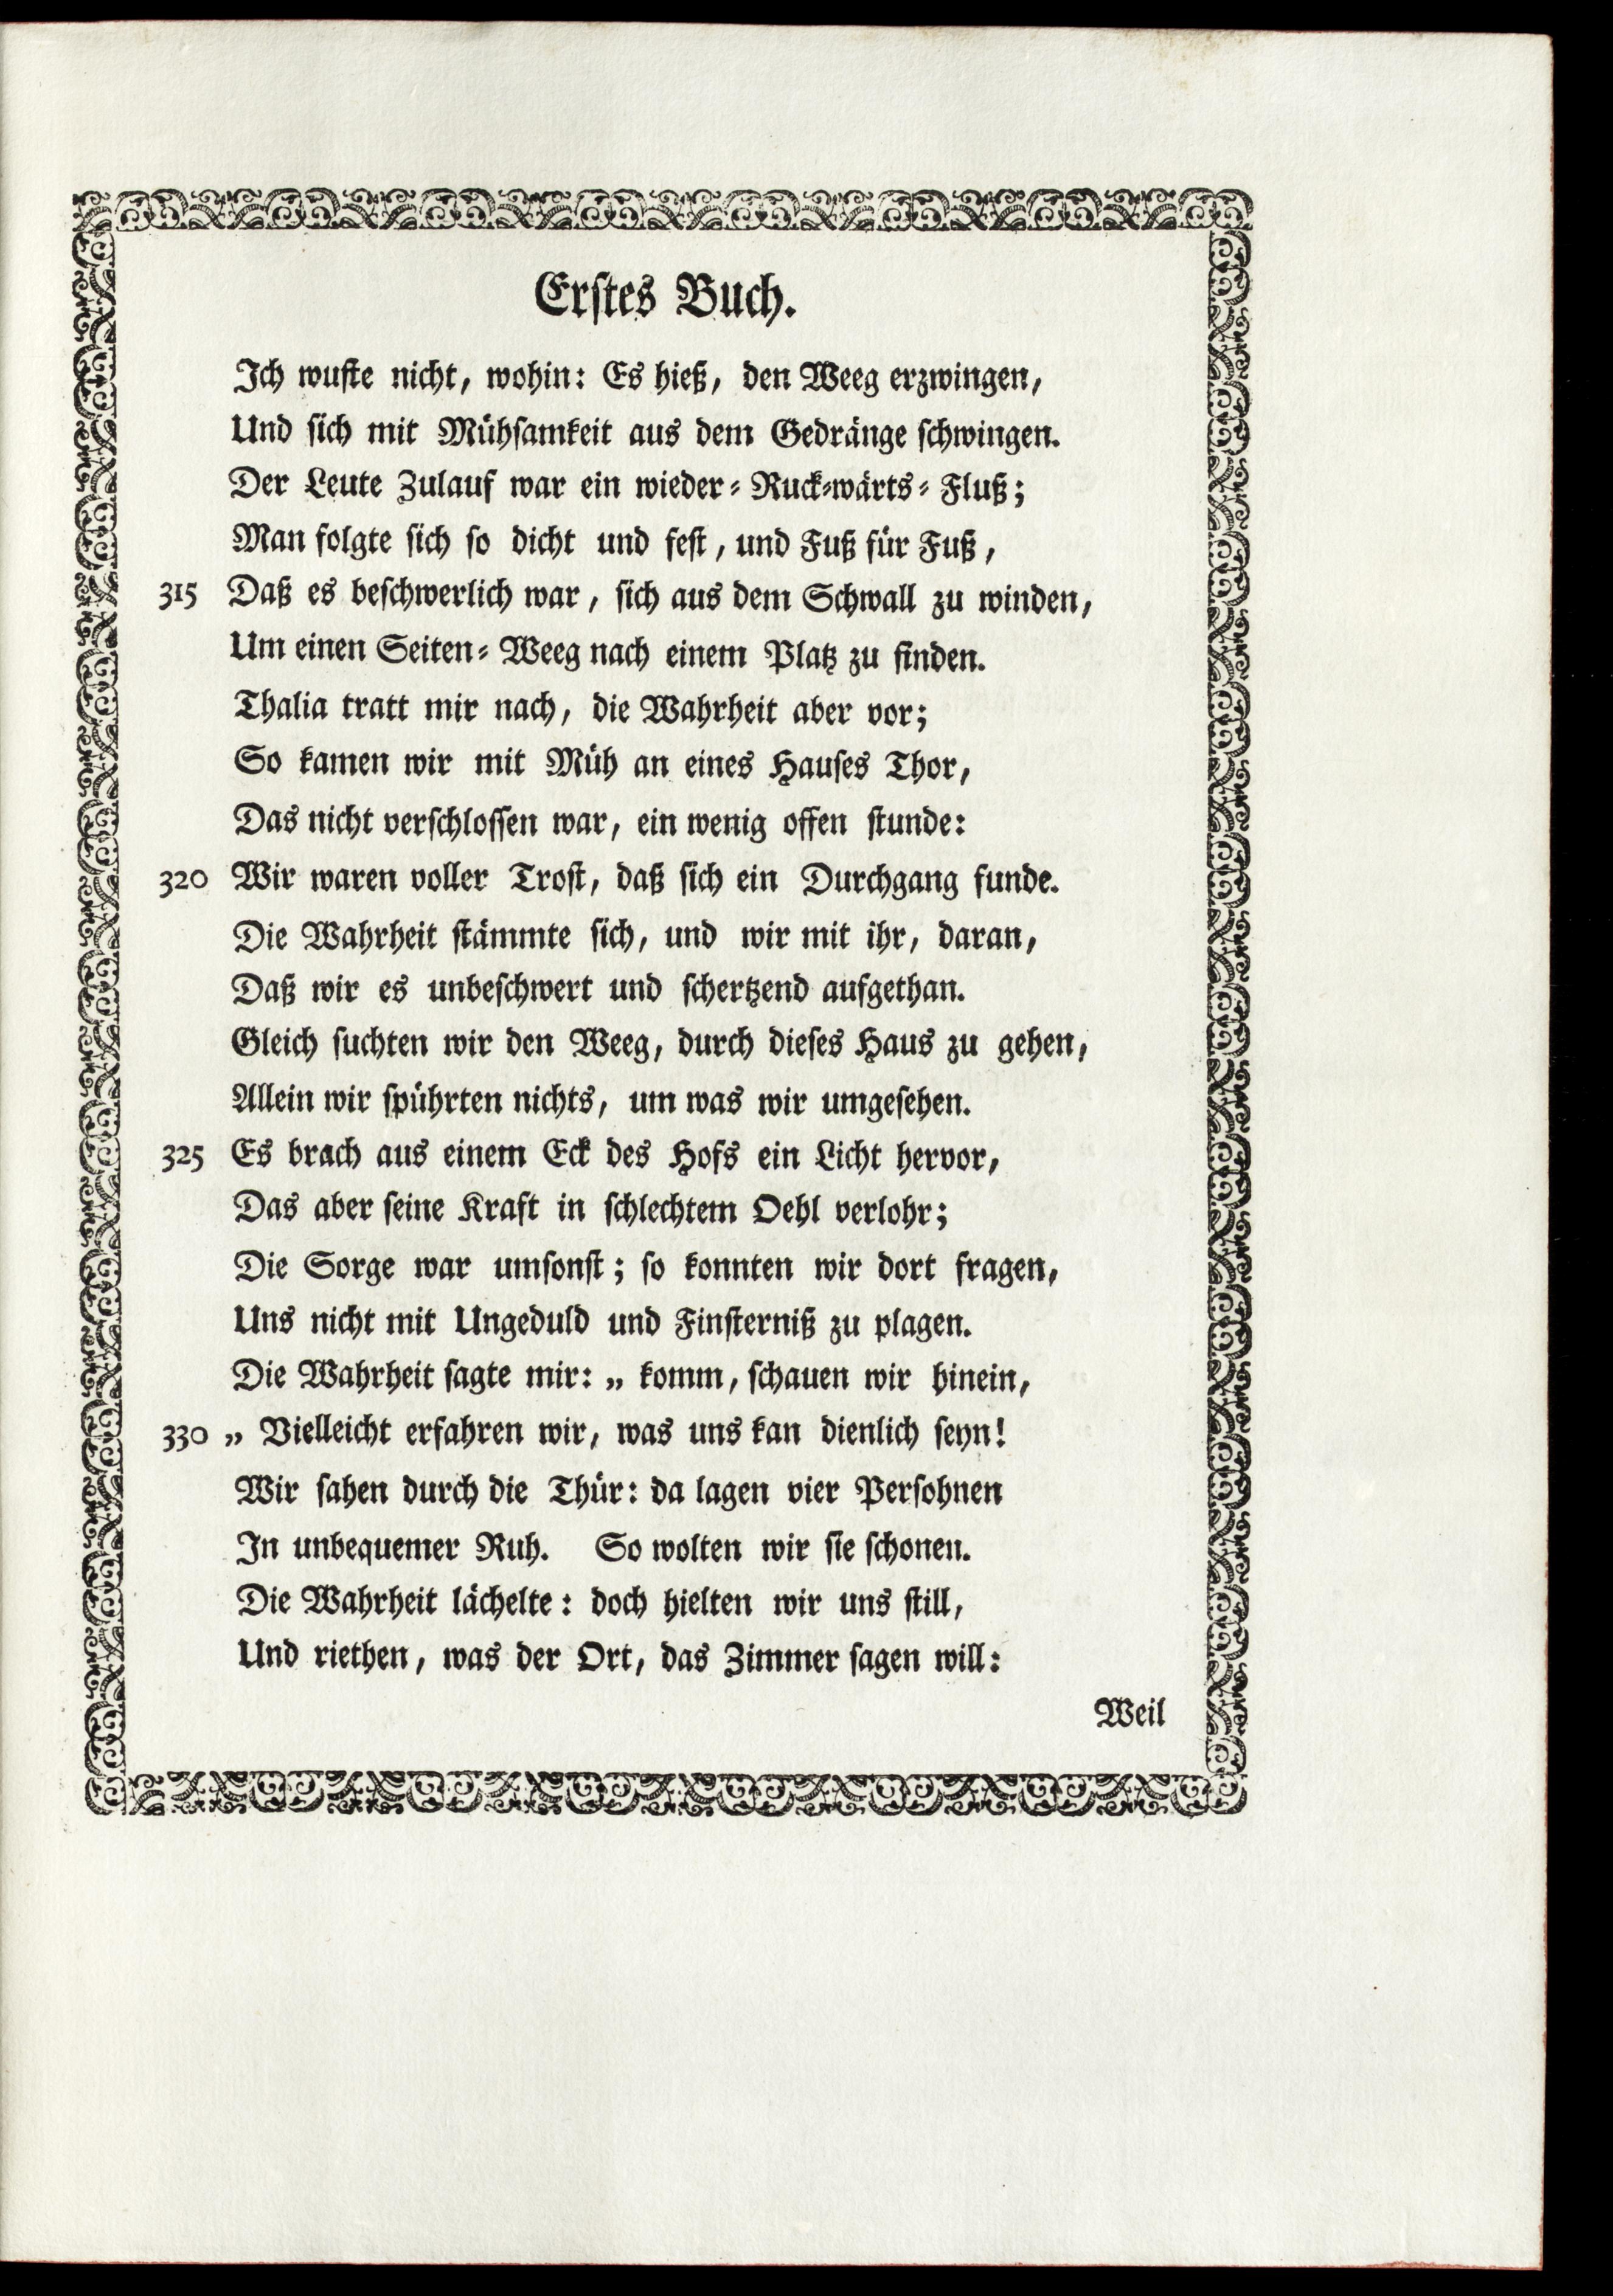 Erstes Buch.
Ich wuste nicht, wohin: Es hieß, den Weeg erzwingen,
Und sich mit Mühsamkeit aus dem Gedränge schwingen.
Der Leute Zulauf war ein wieder-Ruck-wärts-Fluß;
Man folgte sich so dicht und fest, und Fuß für Fuß,
315 Daß es beschwerlich war, sich aus dem Schwall zu winden,
Um einen Seiten-Weeg nach einem Platz zu finden.
Thalia tratt mir nach, die Wahrheit aber vor;
So kamen wir mit Müh an eines Hauses Thor,
Das nicht verschlossen war, ein wenig offen stunde:
320 Wir waren voller Trost, daß sich ein Durchgang funde.
Die Wahrheit stämmte sich, und wir mit ihr, daran,
Daß wir es unbeschwert und schertzend aufgethan.
Gleich suchten wir den Weeg, durch dieses Haus zu gehen,
Allein wir spührten nichts, um was wir umgesehen.
325 Es brach aus einem Eck des Hofs ein Licht hervor,
Das aber seine Kraft in schlechtem Oehl verlohr;
Die Sorge war umsonst; so konnten wir dort fragen,
Uns nicht mit Ungeduld und Finsterniß zu plagen.
Die Wahrheit sagte mir: „ komm, schauen wir hinein,
330 „ Vielleicht erfahren wir, was uns kan dienlich seyn!
Wir sahen durch die Thür: da lagen vier Persohnen
In unbequemer Ruh. So wolten wir sie schonen.
Die Wahrheit lächelte: doch hielten wir uns still,
Und riethen, was der Ort, das Zimmer sagen will:
Weil